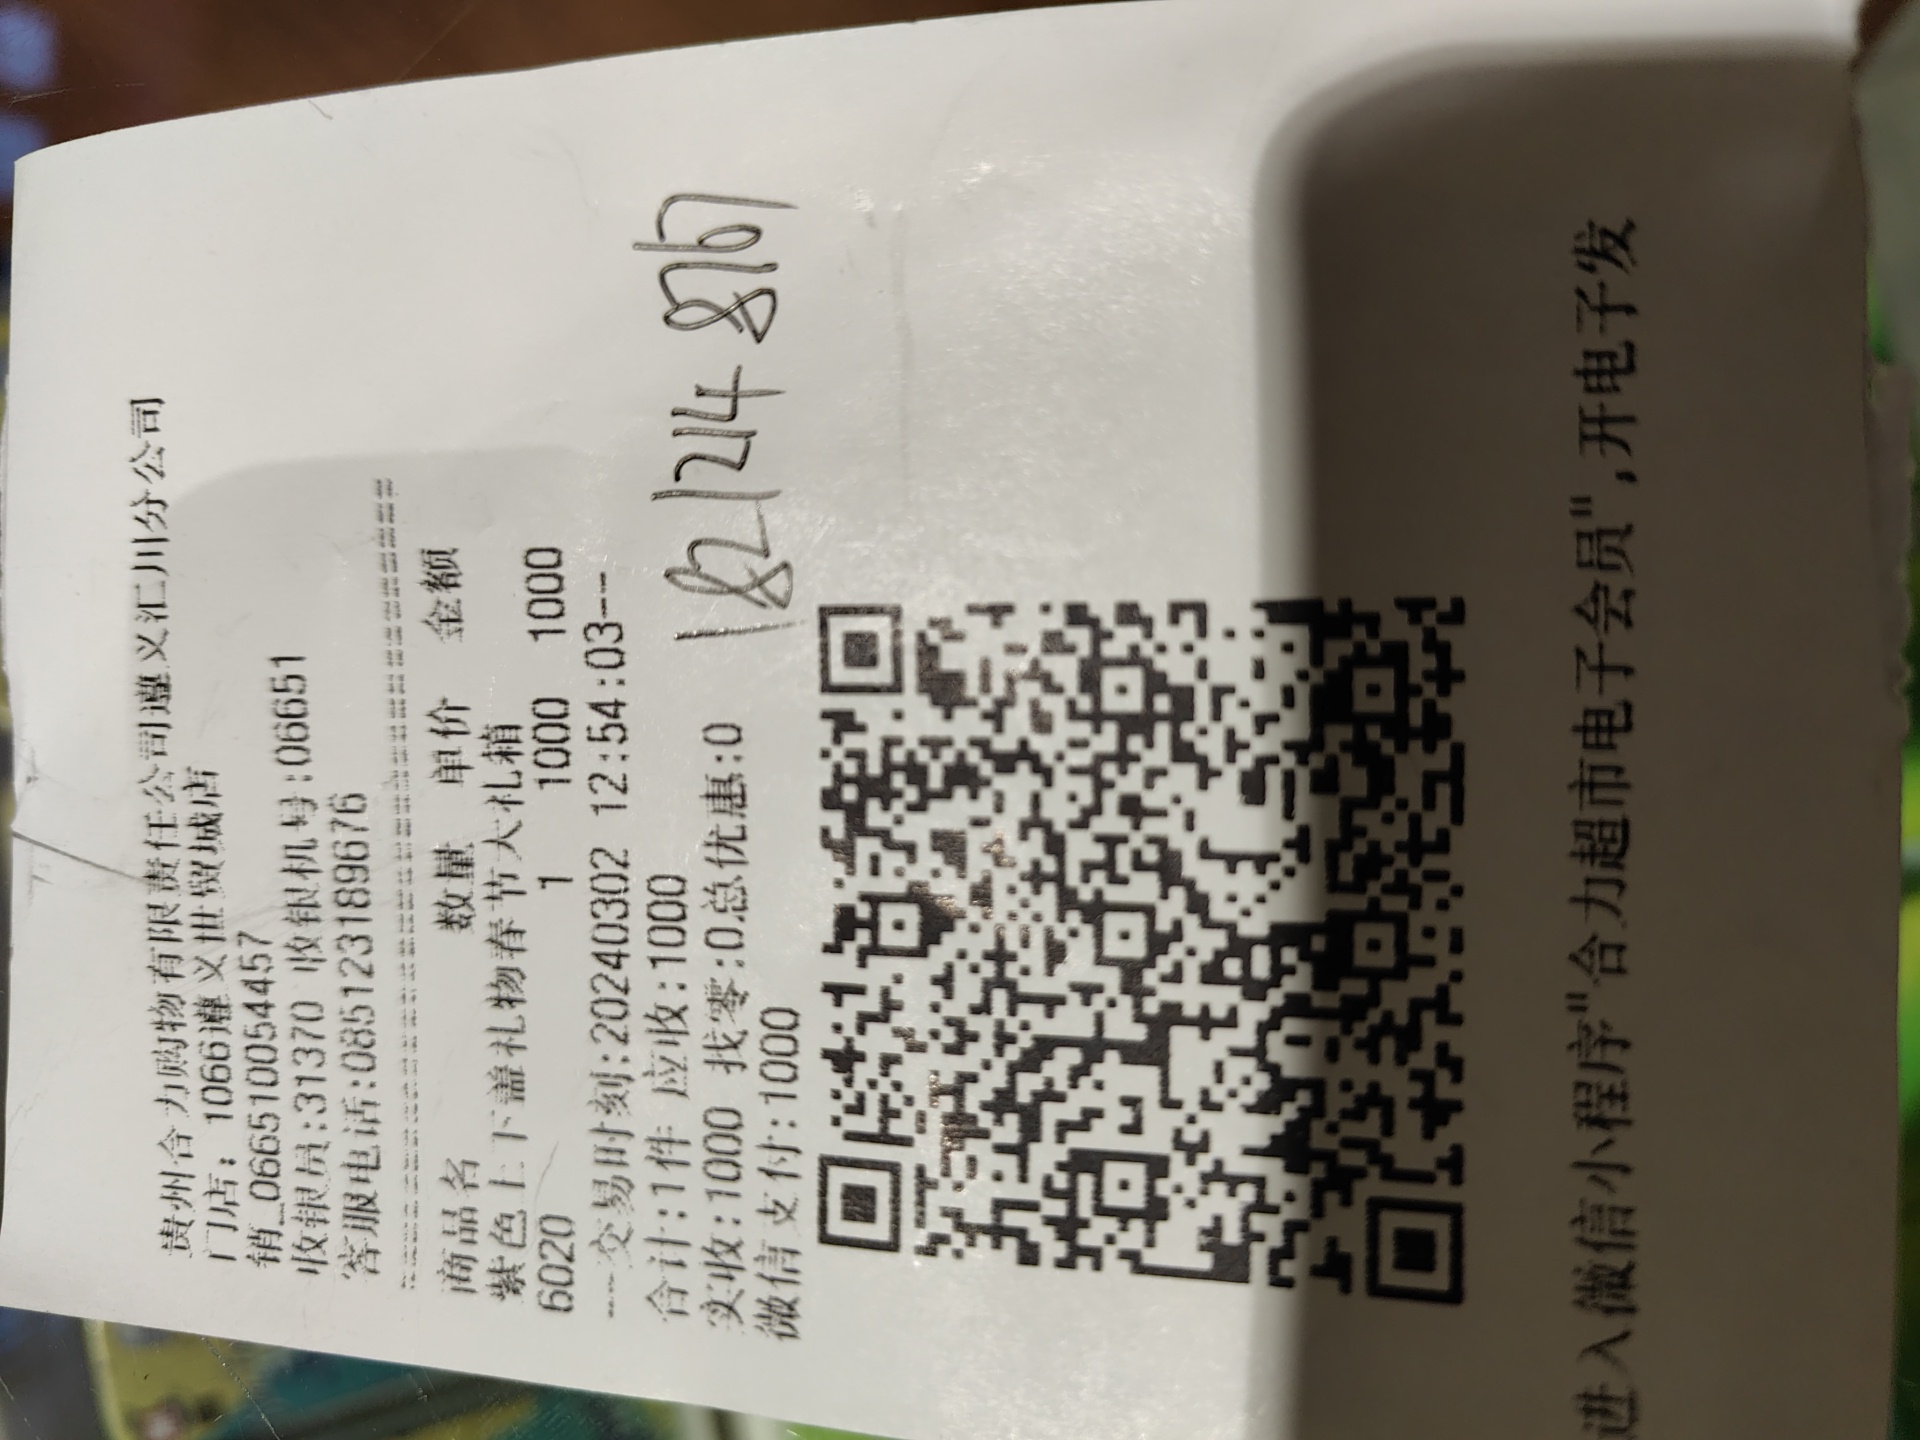 贵州合力购物有限责任公司遵义汇川分公司
门店: 1066遵义世贸城店
销_066510054457
收银员:31370 收银机号:06651
客服电话:085123189676
商品名 数量 单价 金额
紫色上下盖礼物春节大礼箱
6020 1 1000 1000
---交易时刻:20240302 12:54:03--
合计:1件 应收:1000
实收:1000 找零:0总优惠:0
微信支付:1000
进入微信小程序"合力超市电子会员",开电子发